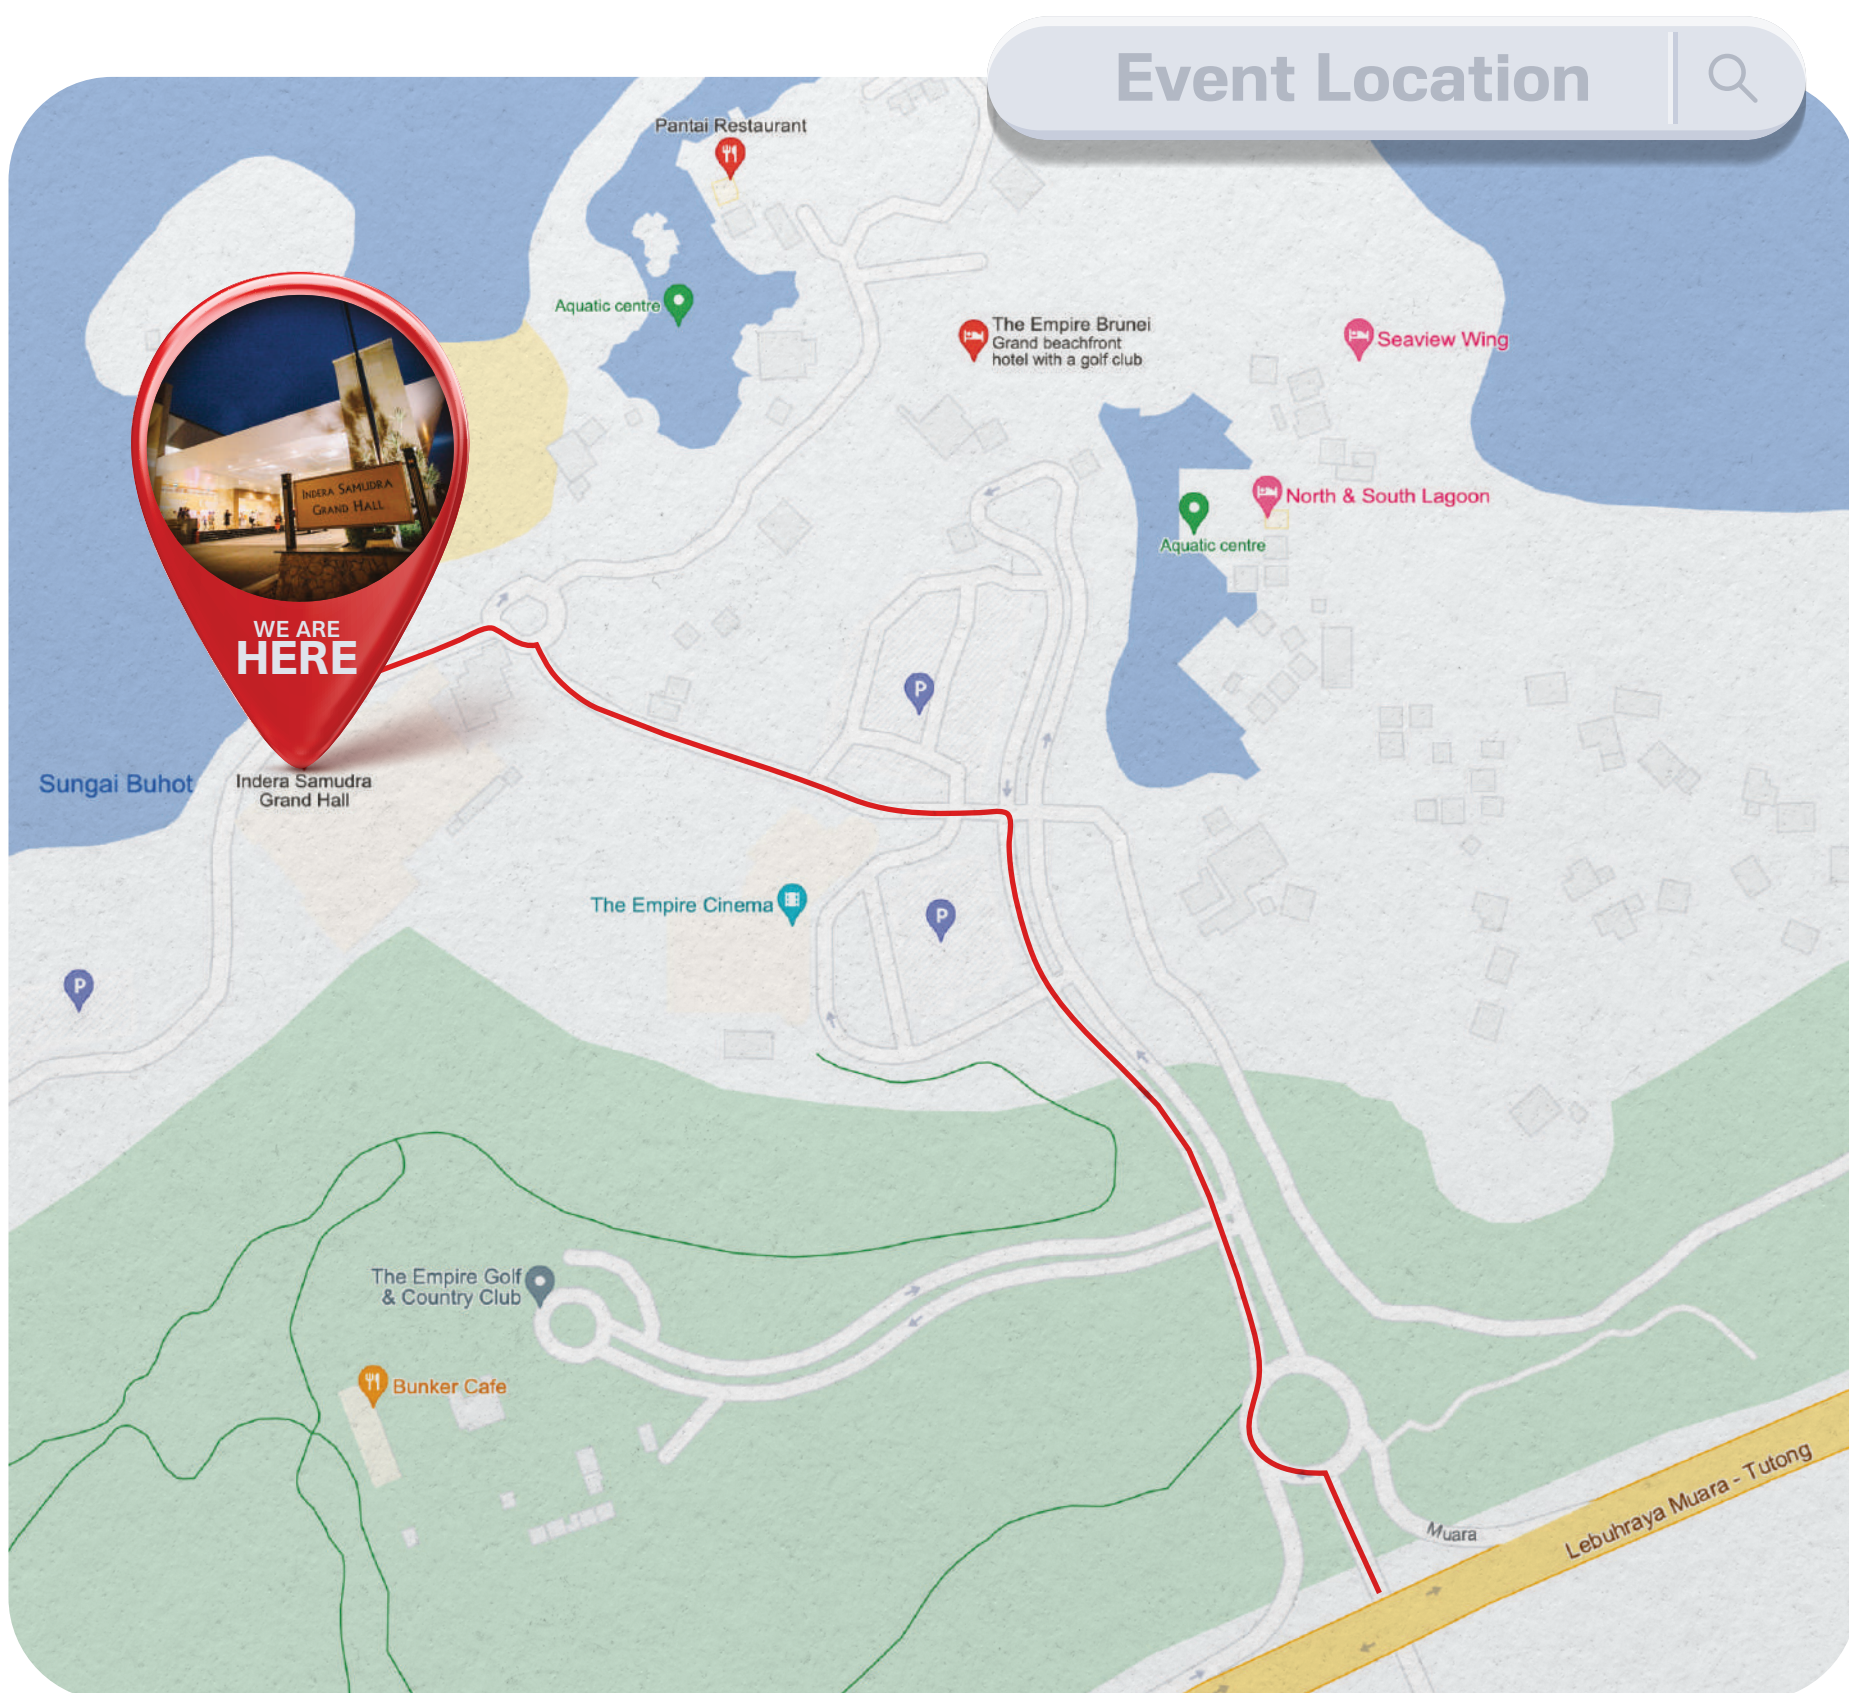 Event Location
Pantai Restaurant
Aquatic centre
The Empire Brunei
Grand beachfront
hotel with a golf club
Seaview Wing
INDERA SAMUDRA
GRAND HALL
North & South Lagoon
Aquatic centre
WE ARE
HERE
P
Sungai Buhot
Indera Samudra
Grand Hall
The Empire Cinema
P
P
The Empire Golf
& Country Club
Bunker Cafe
Muara
Lebuhraya Muara - Tutong